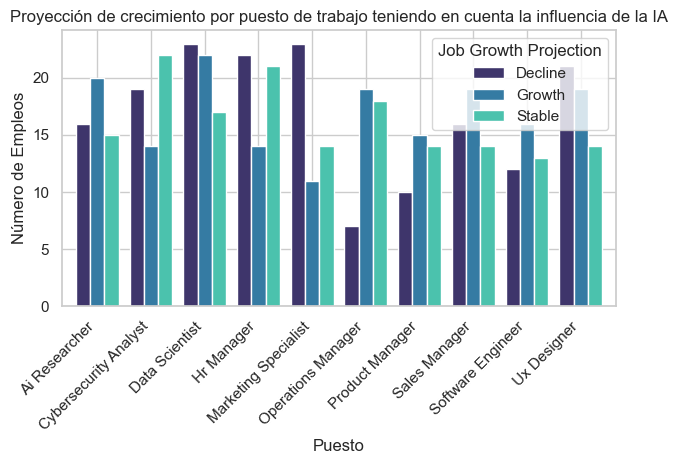 Proyección de crecimiento por puesto de trabajo teniendo en cuenta la influencia de la IA
Job Growth Projection
Decline
Growth
Stable
Número de Empleos
20
15
10
5
0
Ai Researcher
Cybersecurity Analyst
Data Scientist
Hr Manager
Marketing Specialist
Operations Manager
Product Manager
Sales Manager
Software Engineer
Ux Designer
Puesto